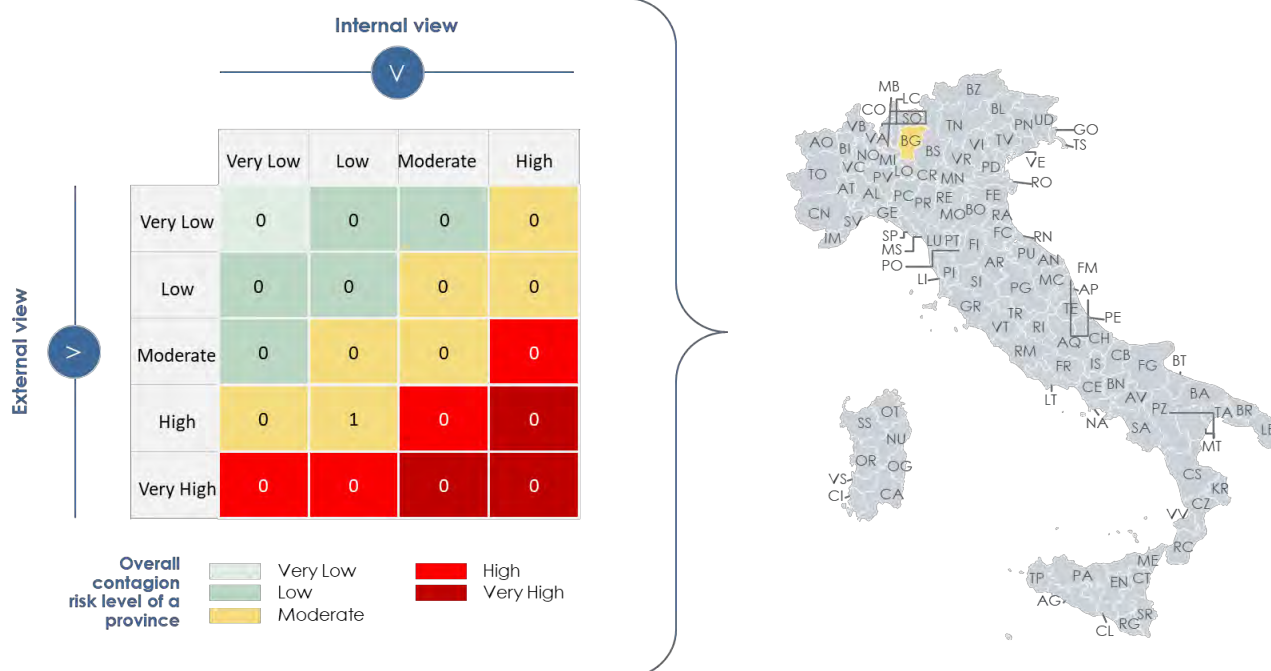 Internal view
V
Very Low Low Moderate High
Very Low 0 0 0 0
Low 0 0 0 0
Moderate 0 0 0 0
High 0 1 0 0
Very High 0 0 0 0
External view
>
Overall
contagion
risk level of a
province
Very Low
Low
Moderate
High
Very High
BZ
MB
LC
CO
SO
BL
VB
VA
TN
PN
UD
GO
TS
AO
BI
BG
BS
VI
TV
VE
NO
MI
VR
PD
VC
LO
TO
PV
CR
MN
RO
AT
AL
PC
PR
RE
FE
CN
GE
MO
BO
RA
SV
FC
IM
SP
MS
LU
PT
FI
RN
PO
PU
AN
LI
PI
AR
MC
FM
SI
PG
AP
GR
TR
TE
PE
VT
RI
AQ
CH
RM
FR
IS
CB
FG
BT
LT
CE
BN
BA
NA
AV
PZ
TA
BR
SA
LE
MT
SS
OT
NU
OR
OG
VS
CI
CA
CS
KR
CZ
VV
RC
ME
TP
PA
EN
CT
AG
SR
CL
RG